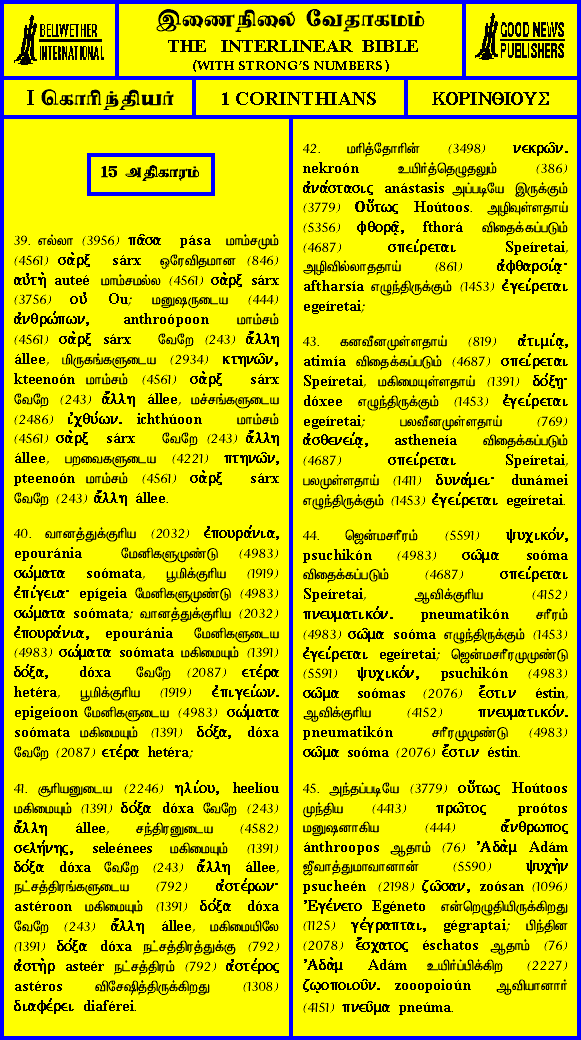 BELLWETHER
INTERNATIONAL
இணைநிலை வேதாகமம்
THE INTERLINEAR BIBLE
(WITH STRONG'S NUMBERS)
GOOD NEWS
PUBLISHERS
I கொரிந்தியர்
1 CORINTHIANS
ΚΟΡΙΝΘΙΟΥΣ
15 அதிகாரம்
39. எல்லா (3956) πᾶσα pása மாம்சமும்
(4561) σὰρξ sárx ஒரேவிதமான (846)
αὐτὴ auteé மாம்சமல்ல (4561) σὰρξ sárx
(3756) οὐ Ou; மனுஷருடைய (444)
ἀνθρώπων, anthroópoon மாம்சம்
(4561) σὰρξ sárx வேறே (243) ἄλλη
állee, மிருகங்களுடைய (2934) κτηνῶν,
kteenoón மாம்சம் (4561) σὰρξ sárx
வேறே (243) ἄλλη állee, மச்சங்களுடைய
(2486) ἰχθύων. ichthúoon மாம்சம்
(4561) σὰρξ sárx வேறே (243) ἄλλη
állee, பறவைகளுடைய (4221) πτηνῶν,
pteenoón மாம்சம் (4561) σὰρξ sárx
வேறே (243) ἄλλη állee.
40. வானத்துக்குரிய (2032) ἐπουράνια,
epouránia மேனிகளுமுண்டு (4983)
σώματα soómata, பூமிக்குரிய (1919)
ἐπίγεια· epígeia மேனிகளுமுண்டு (4983)
σώματα soómata; வானத்துக்குரிய (2032)
ἐπουράνια, epouránia மேனிகளுடைய
(4983) σώματα soómata மகிமையும் (1391)
δόξα, dóxa வேறே (2087) ετέρα
hetéra, பூமிக்குரிய (1919) ἐπιγείων.
epigeíoon மேனிகளுடைய (4983) σώματα
soómata மகிமையும் (1391) δόξα, dóxa
வேறே (2087) ετέρα hetéra;
41. சூரியனுடைய (2246) ηλίου, heelíou
மகிமையும் (1391) δόξα dóxa வேறே (243)
ἄλλη állee, சந்திரனுடைய (4582)
σελήνης, seleénees மகிமையும் (1391)
δόξα dóxa வேறே (243) ἄλλη állee,
நட்சத்திரங்களுடைய (792) ἀστέρων·
astéroon மகிமையும் (1391) δόξα dóxa
வேறே (243) ἄλλη állee, மகிமையிலே
(1391) δόξα dóxa நட்சத்திரத்துக்கு (792)
ἀστὴρ asteér நட்சத்திரம் (792) ἀστέρος
astéros விசேஷித்திருக்கிறது (1308)
διαφέρει diaférei.
42. மரித்தோரின் (3498) νεκρῶν.
nekroón உயிர்த்தெழுதலும் (386)
ἀνάστασις anástasis அப்படியே இருக்கும்
(3779) Οὕτως Hoútoos. அழிவுள்ளதாய்
(5356) φθορᾷ, fthorá விதைக்கப்படும்
(4687) σπείρεται Speíretai,
அழிவில்லாததாய் (861) ἀφθαρσίᾳ·
aftharsía எழுந்திருக்கும் (1453) ἐγείρεται
egeíretai;
43. கனவீனமுள்ளதாய் (819) ἀτιμίᾳ,
atimía விதைக்கப்படும் (4687) σπείρεται
Speíretai, மகிமையுள்ளதாய் (1391) δόξῃ·
dóxee எழுந்திருக்கும் (1453) ἐγείρεται
egeíretai; பலவீனமுள்ளதாய் (769)
ἀσθενείᾳ, astheneía விதைக்கப்படும்
(4687) σπείρεται Speíretai,
பலமுள்ளதாய் (1411) δυνάμει· dunámei
எழுந்திருக்கும் (1453) ἐγείρεται egeíretai.
44. ஜென்மசரீரம் (5591) ψυχικόν,
psuchikón (4983) σῶμα soóma
விதைக்கப்படும் (4687) σπείρεται
Speíretai, ஆவிக்குரிய (4152)
πνευματικόν. pneumatikón சரீரம்
(4983) σῶμα soóma எழுந்திருக்கும் (1453)
ἐγείρεται egeíretai; ஜென்மசரீரமுமுண்டு
(5591) ψυχικόν, psuchikón (4983)
σῶμα soómas (2076) ἔστιν éstin,
ஆவிக்குரிய (4152) πνευματικόν.
pneumatikón சரீரமுமுண்டு (4983)
σῶμα soóma (2076) ἔστιν éstin.
45. அந்தப்படியே (3779) οὕτως Hoútoos
முந்திய (4413) πρῶτος proótos
மனுஷனாகிய (444) ἄνθρωπος
ánthroopos ஆதாம் (76) Ἀδὰμ Adám
ஜீவாத்துமாவானான் (5590) ψυχὴν
psucheén (2198) ζῶσαν, zoósan (1096)
Ἐγένετο Egéneto என்றெழுதியிருக்கிறது
(1125) γέγραπται, gégraptai; பிந்தின
(2078) ἔσχατος éschatos ஆதாம் (76)
Ἀδὰμ Adám உயிர்ப்பிக்கிற (2227)
ζῳοποιοῦν. zooopoioún ஆவியானார்
(4151) πνεῦμα pneúma.